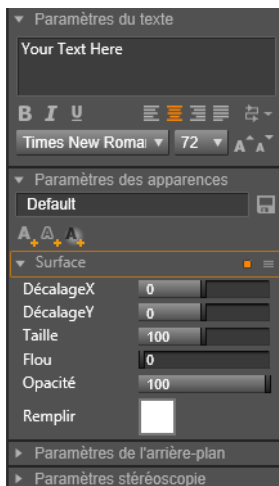 Paramètres du texte
Your Text Here
B I U
Times New Romai 72 A A
Paramètres des apparences
Default
A A A
Surface
DécalageX 0
DécalageY 0
Taille 100
Flou 0
Opacité 100
Remplir
Paramètres de l'arrière-plan
Paramètres stéréoscopie